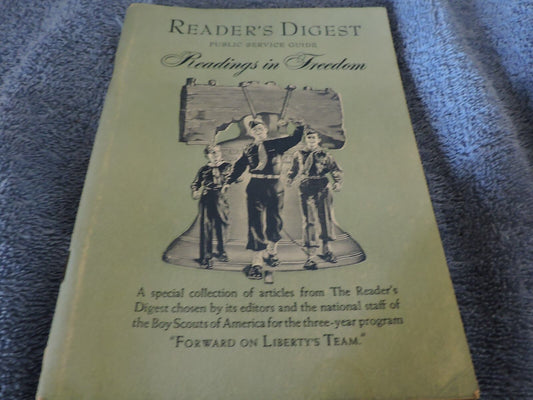 READER'S DIGEST
PUBLIC SERVICE GUIDE
Readings in Freedom
A special collection of articles from The Reader's
Digest chosen by its editors and the national staff of
the Boy Scouts of America for the three-year program
"FORWARD ON LIBERTY'S TEAM."